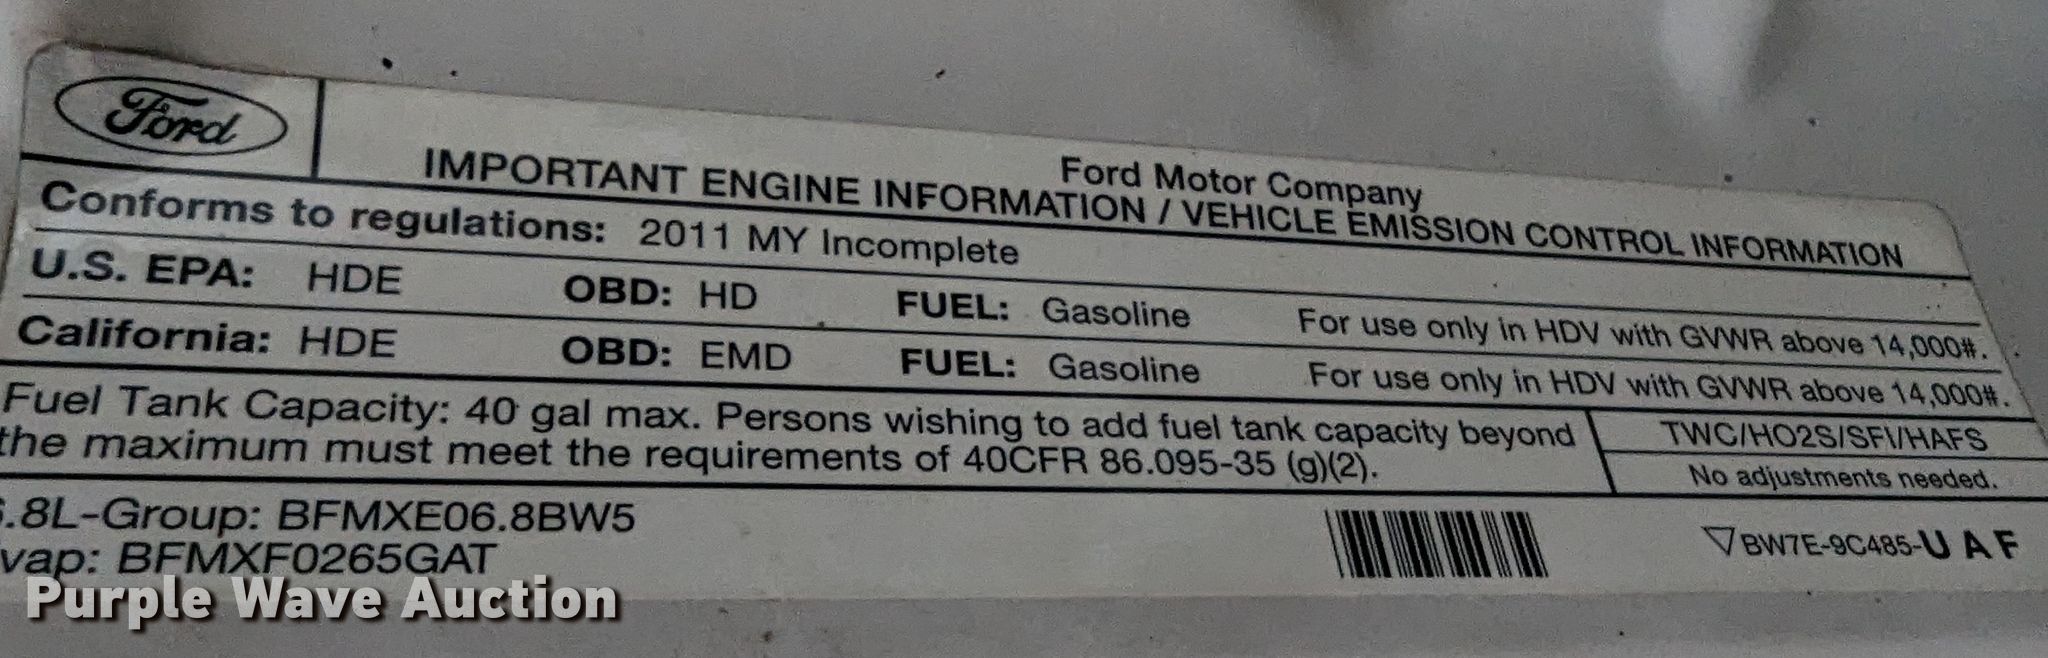 Ford
Ford Motor Company
IMPORTANT ENGINE INFORMATION / VEHICLE EMISSION CONTROL INFORMATION
Conforms to regulations: 2011 MY Incomplete
U.S. EPA: HDE OBD: HD FUEL: Gasoline For use only in HDV with GVWR above 14,000#.
California: HDE OBD: EMD FUEL: Gasoline For use only in HDV with GVWR above 14,000#.
Fuel Tank Capacity: 40 gal max. Persons wishing to add fuel tank capacity beyond
the maximum must meet the requirements of 40CFR 86.095-35 (g)(2).
TWC/HO2S/SFI/HAFS
No adjustments needed.
.8L-Group: BFMXE06.8BW5
vap: BFMXF0265GAT
▽BW7E-9C485-U A F
Purple Wave Auction